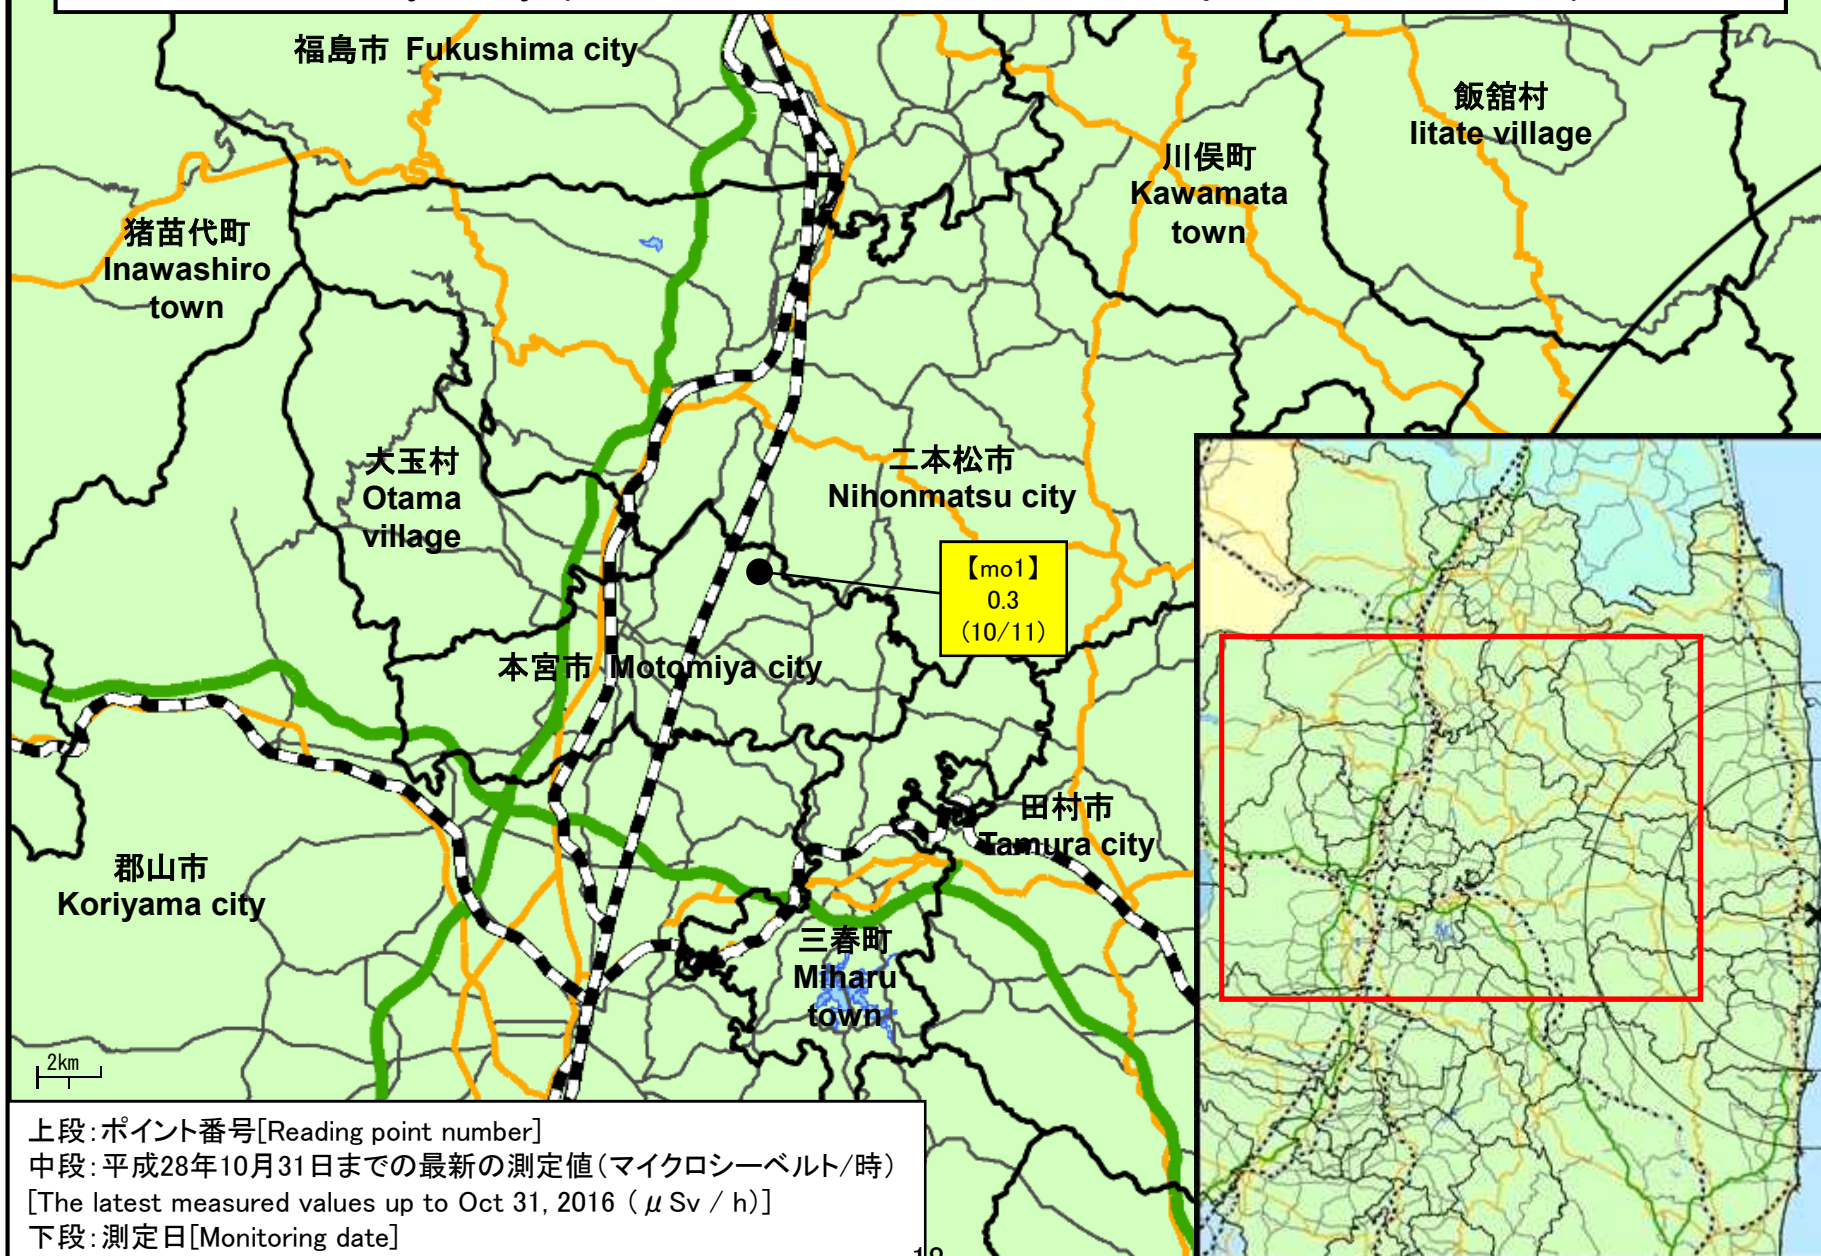 福島市 Fukushima city
飯舘村
Iitate village
川俣町
Kawamata
town
猪苗代町
Inawashiro
town
大玉村
Otama
village
二本松市
Nihonmatsu city
【mo1】
0.3
(10/11)
本宮市 Motomiya city
田村市
Tamura city
郡山市
Koriyama city
三春町
Miharu
town
2km
上段:ポイント番号[Reading point number]
中段:平成28年10月31日までの最新の測定値(マイクロシーベルト/時)
[The latest measured values up to Oct 31, 2016 (μSv / h)]
下段:測定日[Monitoring date]